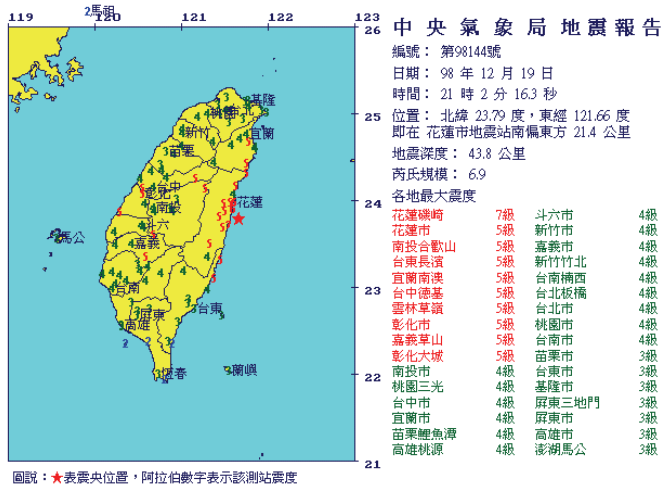 中央氣象局地震報告
編號： 第98144號
日期： 98 年 12 月 19 日
時間： 21 時 2 分 16.3 秒
位置： 北緯 23.79 度，東經 121.66 度
即在 花蓮市地震站南偏東方 21.4 公里
地震深度： 43.8 公里
芮氏規模： 6.9
各地最大震度
花蓮磯崎 7級 斗六市 4級
花蓮市 5級 新竹市 4級
南投合歡山 5級 嘉義市 4級
台東長濱 5級 新竹竹北 4級
宜蘭南澳 5級 台南楠西 4級
台中德基 5級 台北板橋 4級
雲林草嶺 5級 台北市 4級
彰化市 5級 桃園市 4級
嘉義草山 5級 台南市 4級
彰化大城 5級 苗栗市 3級
南投市 4級 台東市 3級
桃園三光 4級 基隆市 3級
台中市 4級 屏東三地門 3級
宜蘭市 4級 屏東市 3級
苗栗鯉魚潭 4級 高雄市 3級
高雄桃源 4級 澎湖馬公 3級
119 120 121 122 123
26
25
24
23
22
21
2馬祖
基隆
桃園
新竹
宜蘭
苗栗
台中
彰化
南投
花蓮
斗六
馬公
嘉義
台南
台東
屏東
高雄
恆春
蘭嶼
圖說：★表震央位置，阿拉伯數字表示該測站震度